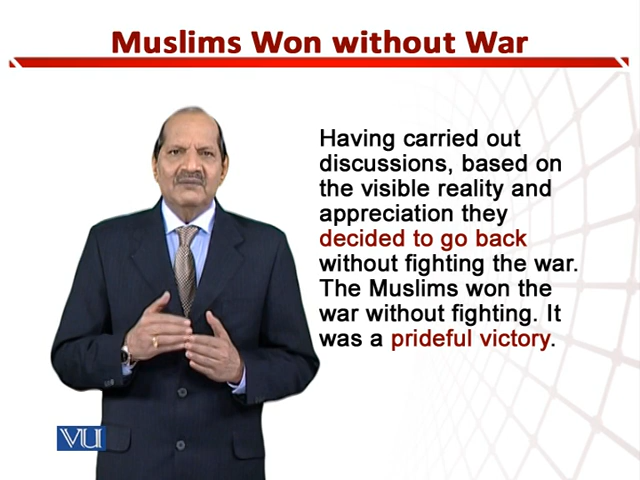 Muslims Won without War
Having carried out
discussions, based on
the visible reality and
appreciation they
decided to go back
without fighting the war.
The Muslims won the
war without fighting. It
was a prideful victory.
VU